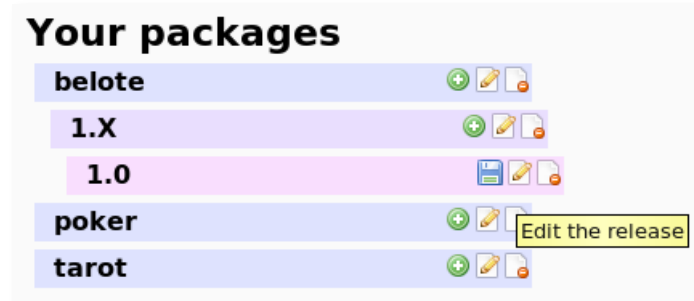 Your packages
belote
1.X
1.0
poker
Edit the release
tarot